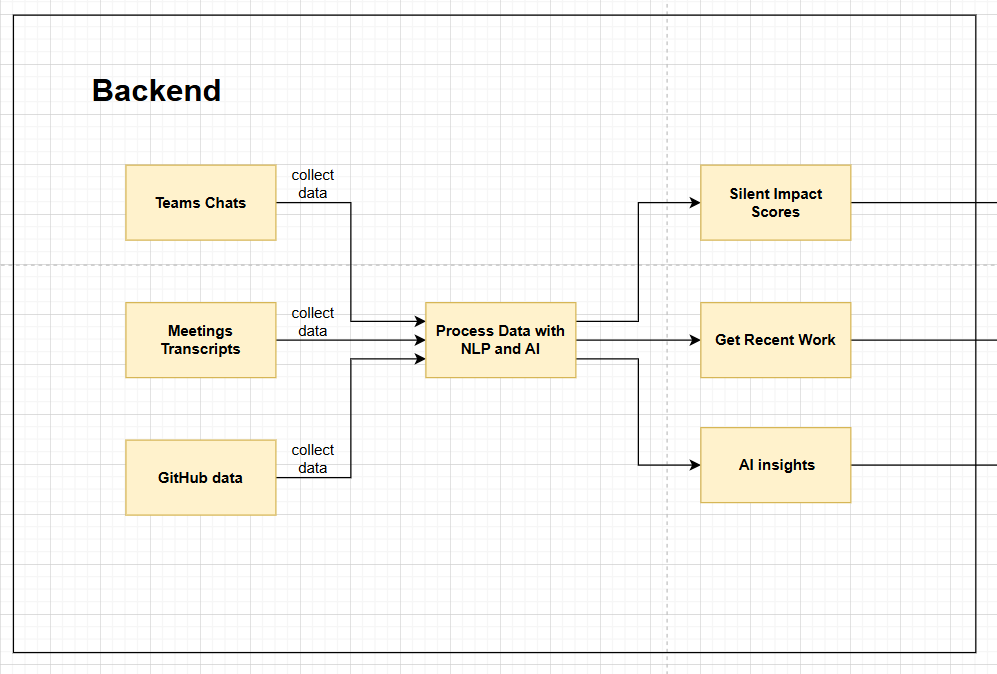 Backend
collect
data
Teams Chats
Silent Impact
Scores
collect
data
Meetings
Transcripts
Process Data with
NLP and AI
Get Recent Work
collect
data
GitHub data
AI insights